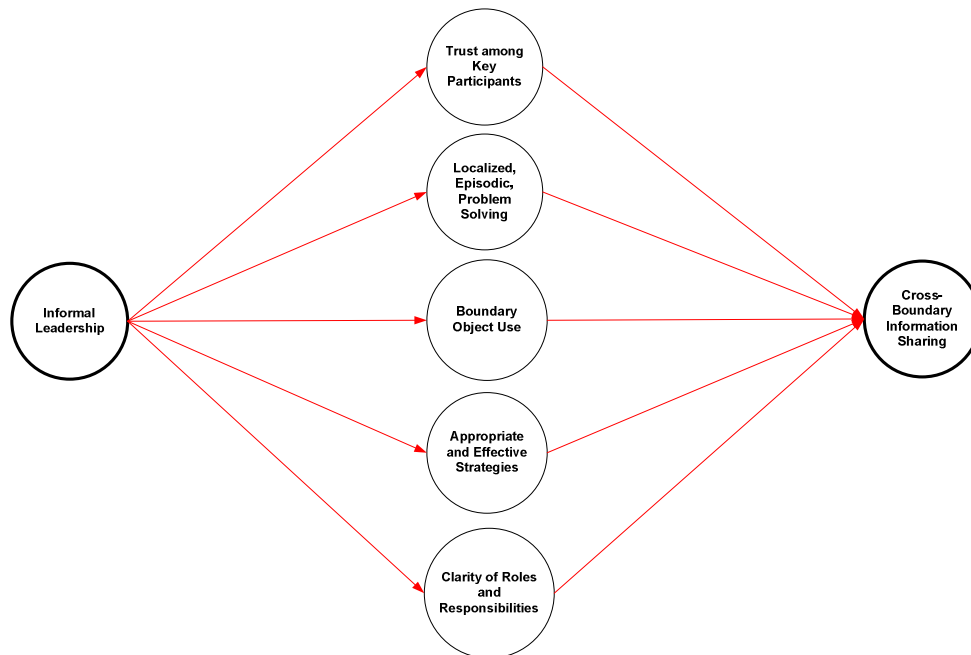 Trust among
Key
Participants
Localized,
Episodic,
Problem
Solving
Informal
Leadership
Boundary
Object Use
Cross-
Boundary
Information
Sharing
Appropriate
and Effective
Strategies
Clarity of Roles
and
Responsibilities